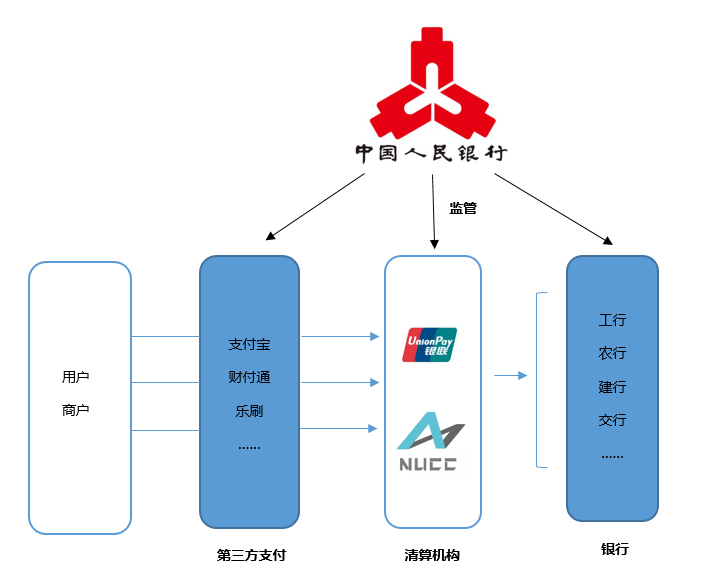 中国人民银行
监管
用户
商户
支付宝
财付通
乐刷
......
UnionPay
银联
NUCC
工行
农行
建行
交行
......
第三方支付
清算机构
银行